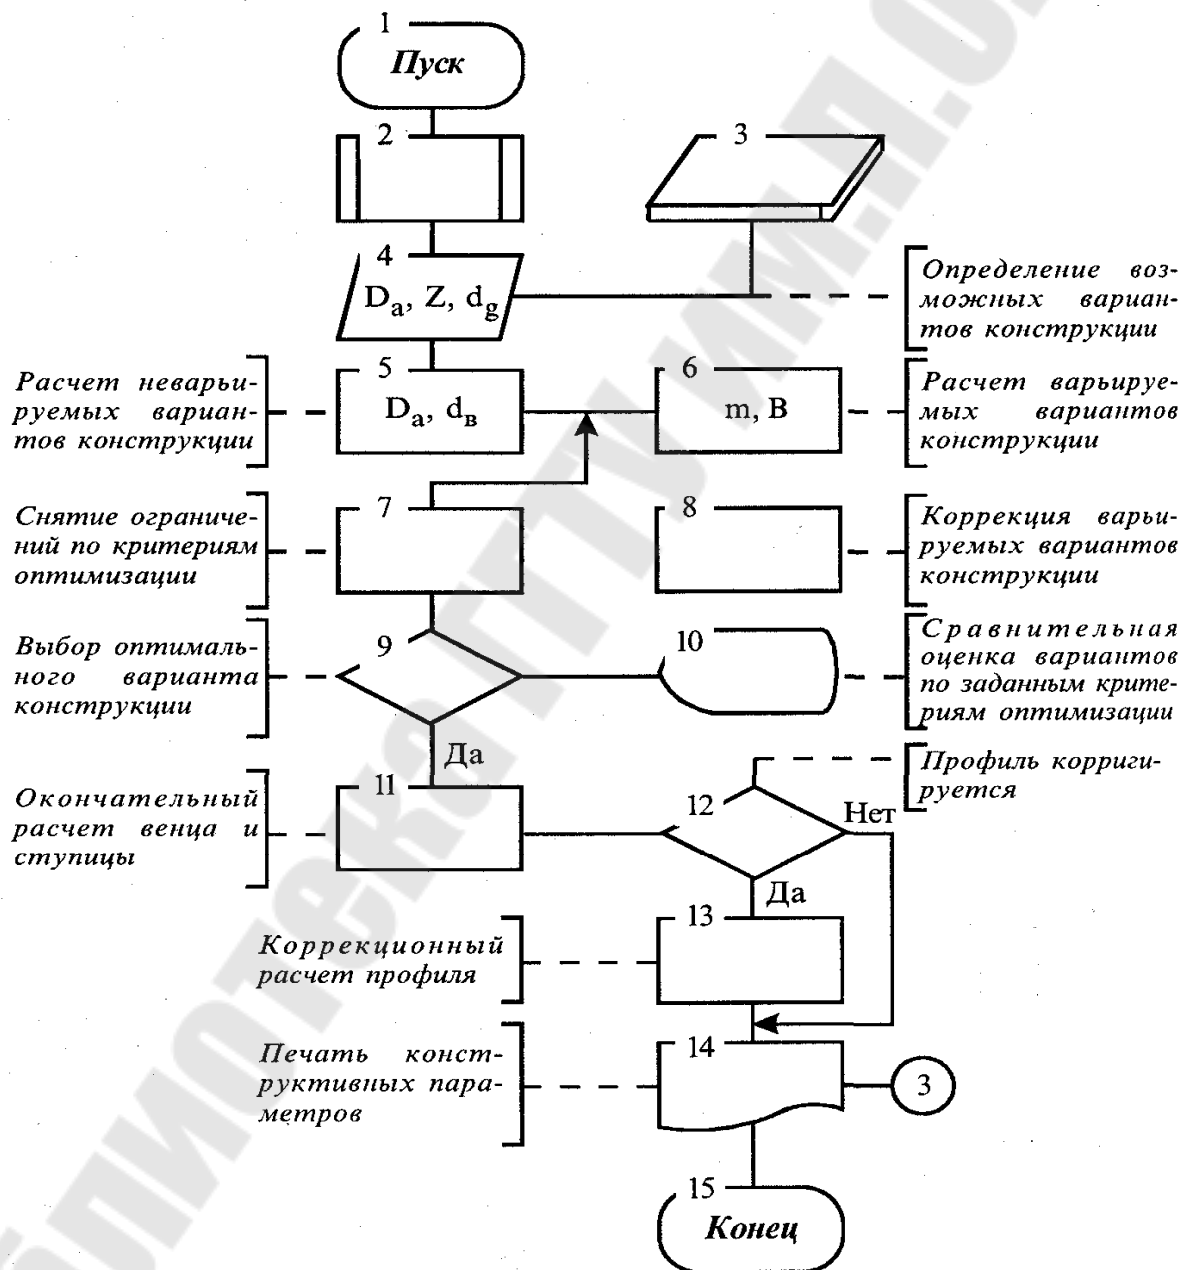 1
Пуск
2
3
4
D_a, Z, d_g
Определение воз-
можных вариан-
тов конструкции
Расчет неварьи-
руемых вариан-
тов конструкции
5
D_a, d_в
6
m, B
Расчет варьируе-
мых вариантов
конструкции
Снятие ограниче-
ний по критериям
оптимизации
7
8
Коррекция варьи-
руемых вариантов
конструкции
Выбор оптималь-
ного варианта
конструкции
9
10
Сравнительная
оценка вариантов
по заданным крите-
риям оптимизации
Да
Профиль корриги-
руется
Окончательный
расчет венца и
ступицы
11
12
Нет
Да
Коррекционный
расчет профиля
13
Печать конст-
руктивных пара-
метров
14
3
15
Конец